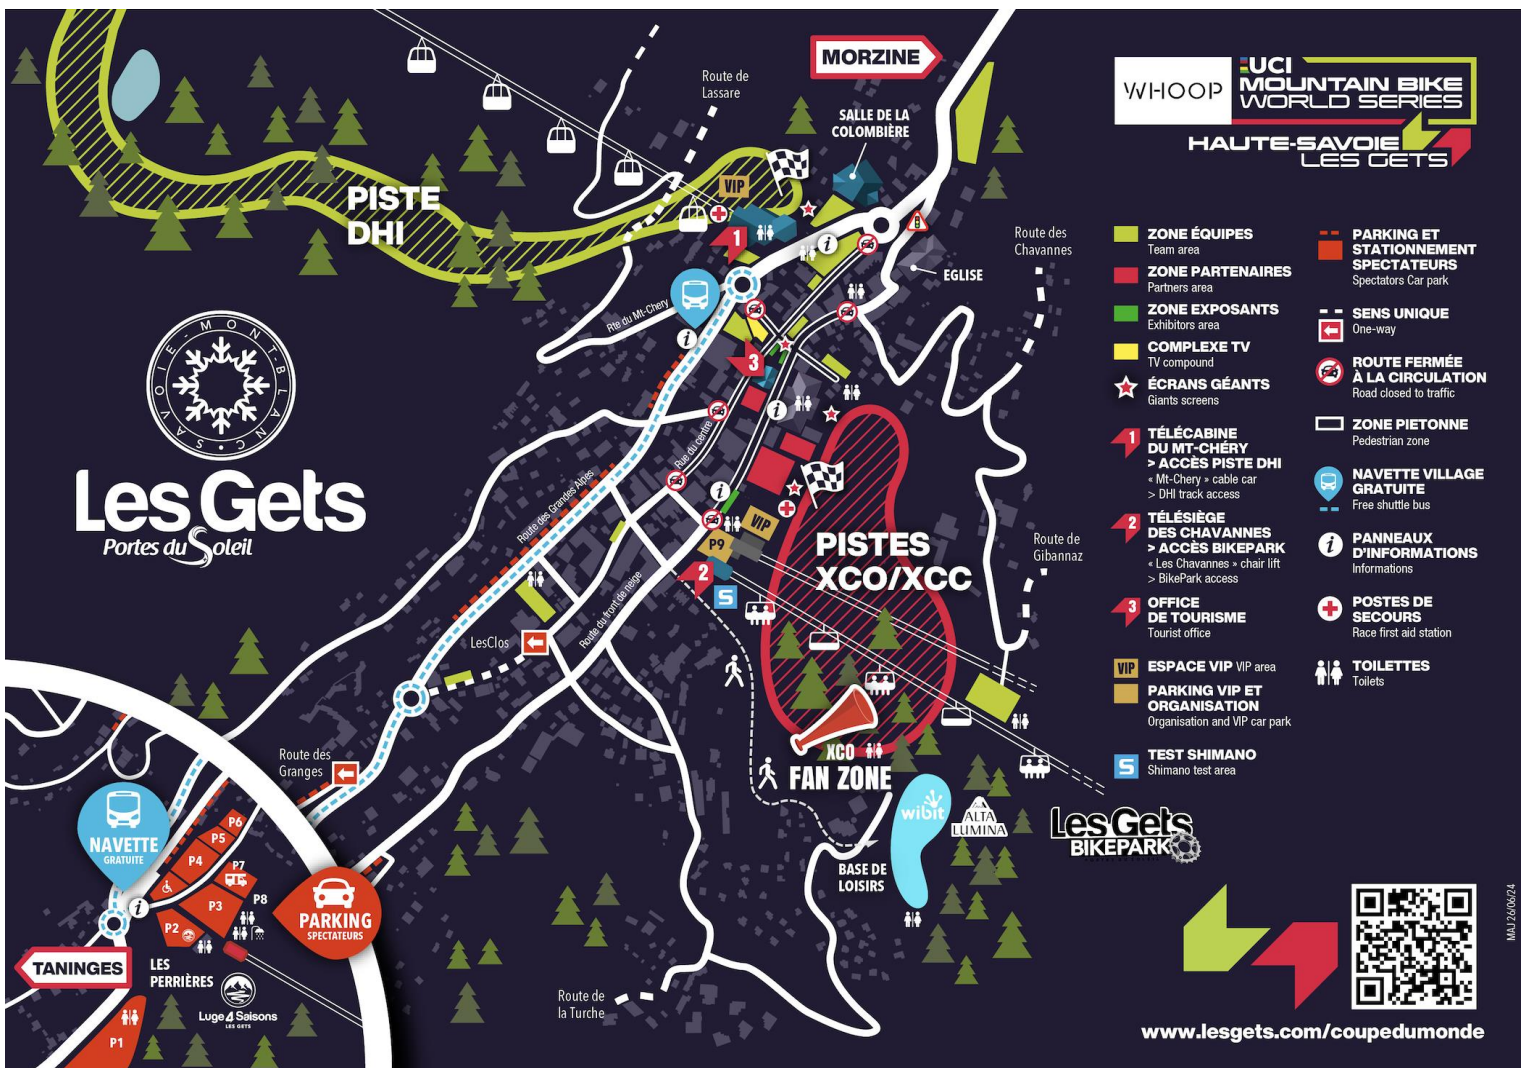 MORZINE
Route de
Lassare
SALLE DE LA
COLOMBIÈRE
WHOOP
UCI
MOUNTAIN BIKE
WORLD SERIES
HAUTE-SAVOIE
LES GETS
PISTE
DHI
VIP
1
Route des
Chavannes
EGLISE
Rte du Mt-Chery
3
SAVOIE - MONT-BLANC
Les Gets
Portes du Soleil
Rue du centre
Route des Grandes Alpes
VIP
P9
2
S
PISTES
XCO/XCC
Route de
Gibannaz
Route du front de neige
LesClos
XCO
FAN ZONE
Route des
Granges
wibit
ALTA
LUMINA
Les Gets
BIKEPARK
BASE DE
LOISIRS
NAVETTE
GRATUITE
P6
P5
P4
P7
P3
P8
P2
PARKING
SPECTATEURS
TANINGES
LES
PERRIÈRES
Luge 4 Saisons
LES GETS
P1
Route de
la Turche
ZONE ÉQUIPES
Team area
ZONE PARTENAIRES
Partners area
ZONE EXPOSANTS
Exhibitors area
COMPLEXE TV
TV compound
ÉCRANS GÉANTS
Giants screens
1
TÉLÉCABINE
DU MT-CHÉRY
> ACCÈS PISTE DHI
« Mt-Chery » cable car
> DHI track access
2
TÉLÉSIÈGE
DES CHAVANNES
> ACCÈS BIKEPARK
« Les Chavannes » chair lift
> BikePark access
3
OFFICE
DE TOURISME
Tourist office
VIP
ESPACE VIP VIP area
PARKING VIP ET
ORGANISATION
Organisation and VIP car park
S
TEST SHIMANO
Shimano test area
PARKING ET
STATIONNEMENT
SPECTATEURS
Spectators Car park
SENS UNIQUE
One-way
ROUTE FERMÉE
À LA CIRCULATION
Road closed to traffic
ZONE PIETONNE
Pedestrian zone
NAVETTE VILLAGE
GRATUITE
Free shuttle bus
i
PANNEAUX
D'INFORMATIONS
Informations
POSTES DE
SECOURS
Race first aid station
TOILETTES
Toilets
MAJ 26/06/24
www.lesgets.com/coupedumonde